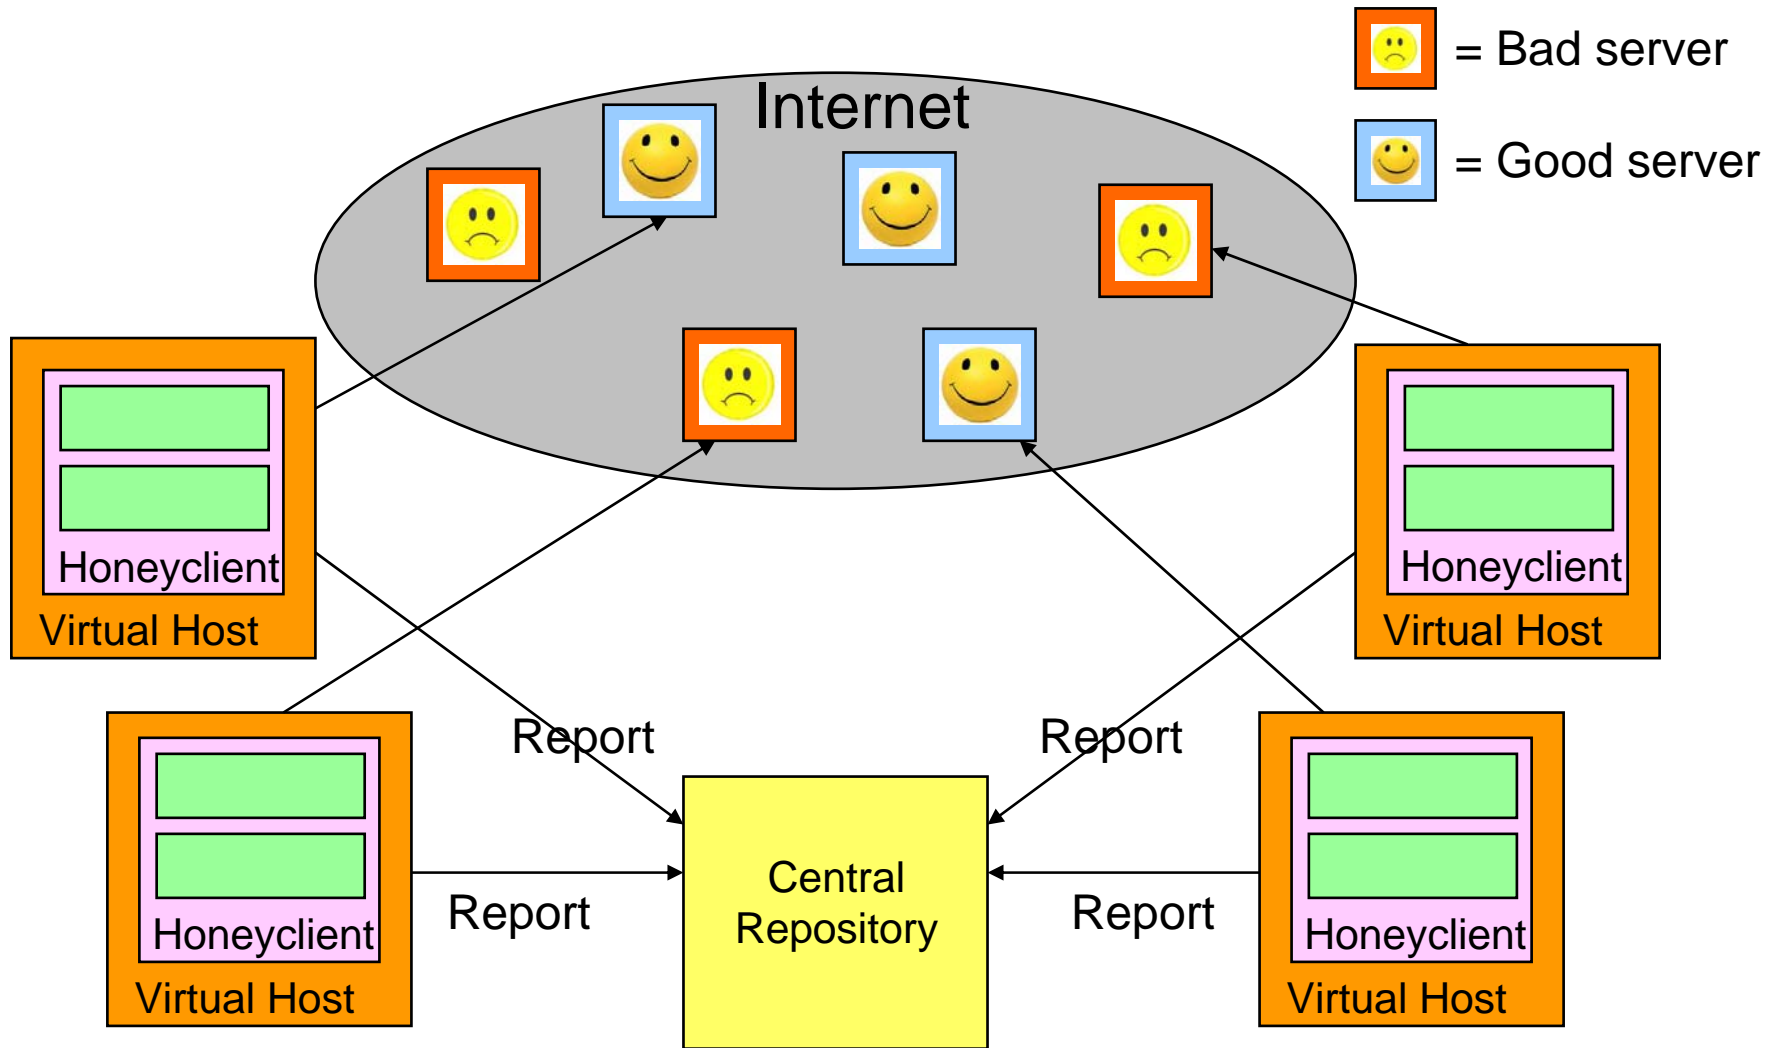 = Bad server
Internet
= Good server
Honeyclient
Virtual Host
Honeyclient
Virtual Host
Report
Report
Central
Repository
Report
Report
Honeyclient
Virtual Host
Honeyclient
Virtual Host